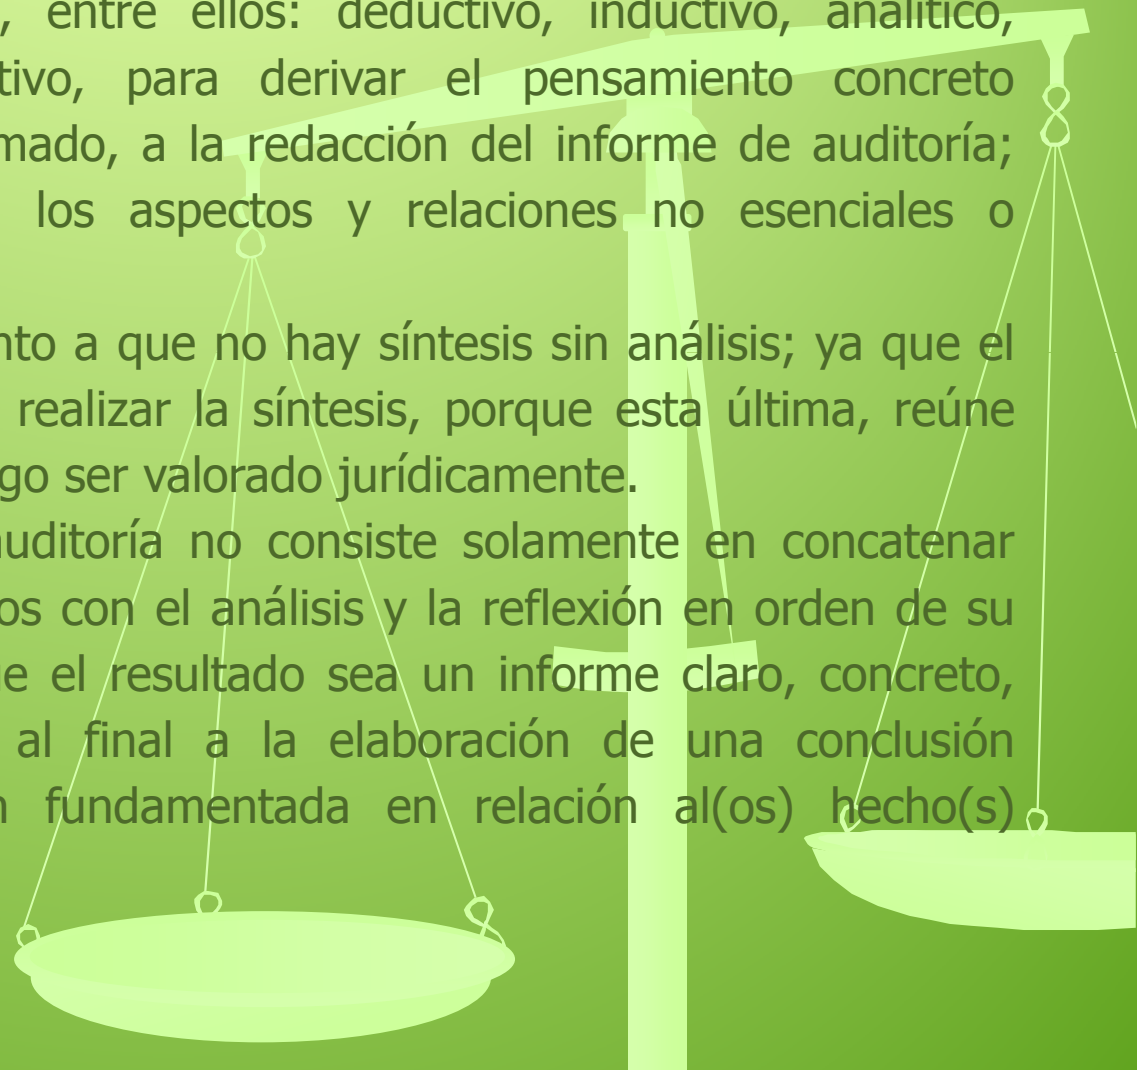 , entre ellos: deductivo, inductivo, analítico,
tivo, para derivar el pensamiento concreto
mado, a la redacción del informe de auditoría;
los aspectos y relaciones no esenciales o
nto a que no hay síntesis sin análisis; ya que el
realizar la síntesis, porque esta última, reúne
go ser valorado jurídicamente.
auditoría no consiste solamente en concatenar
os con el análisis y la reflexión en orden de su
e el resultado sea un informe claro, concreto,
al final a la elaboración de una conclusión
n fundamentada en relación al(os) hecho(s)